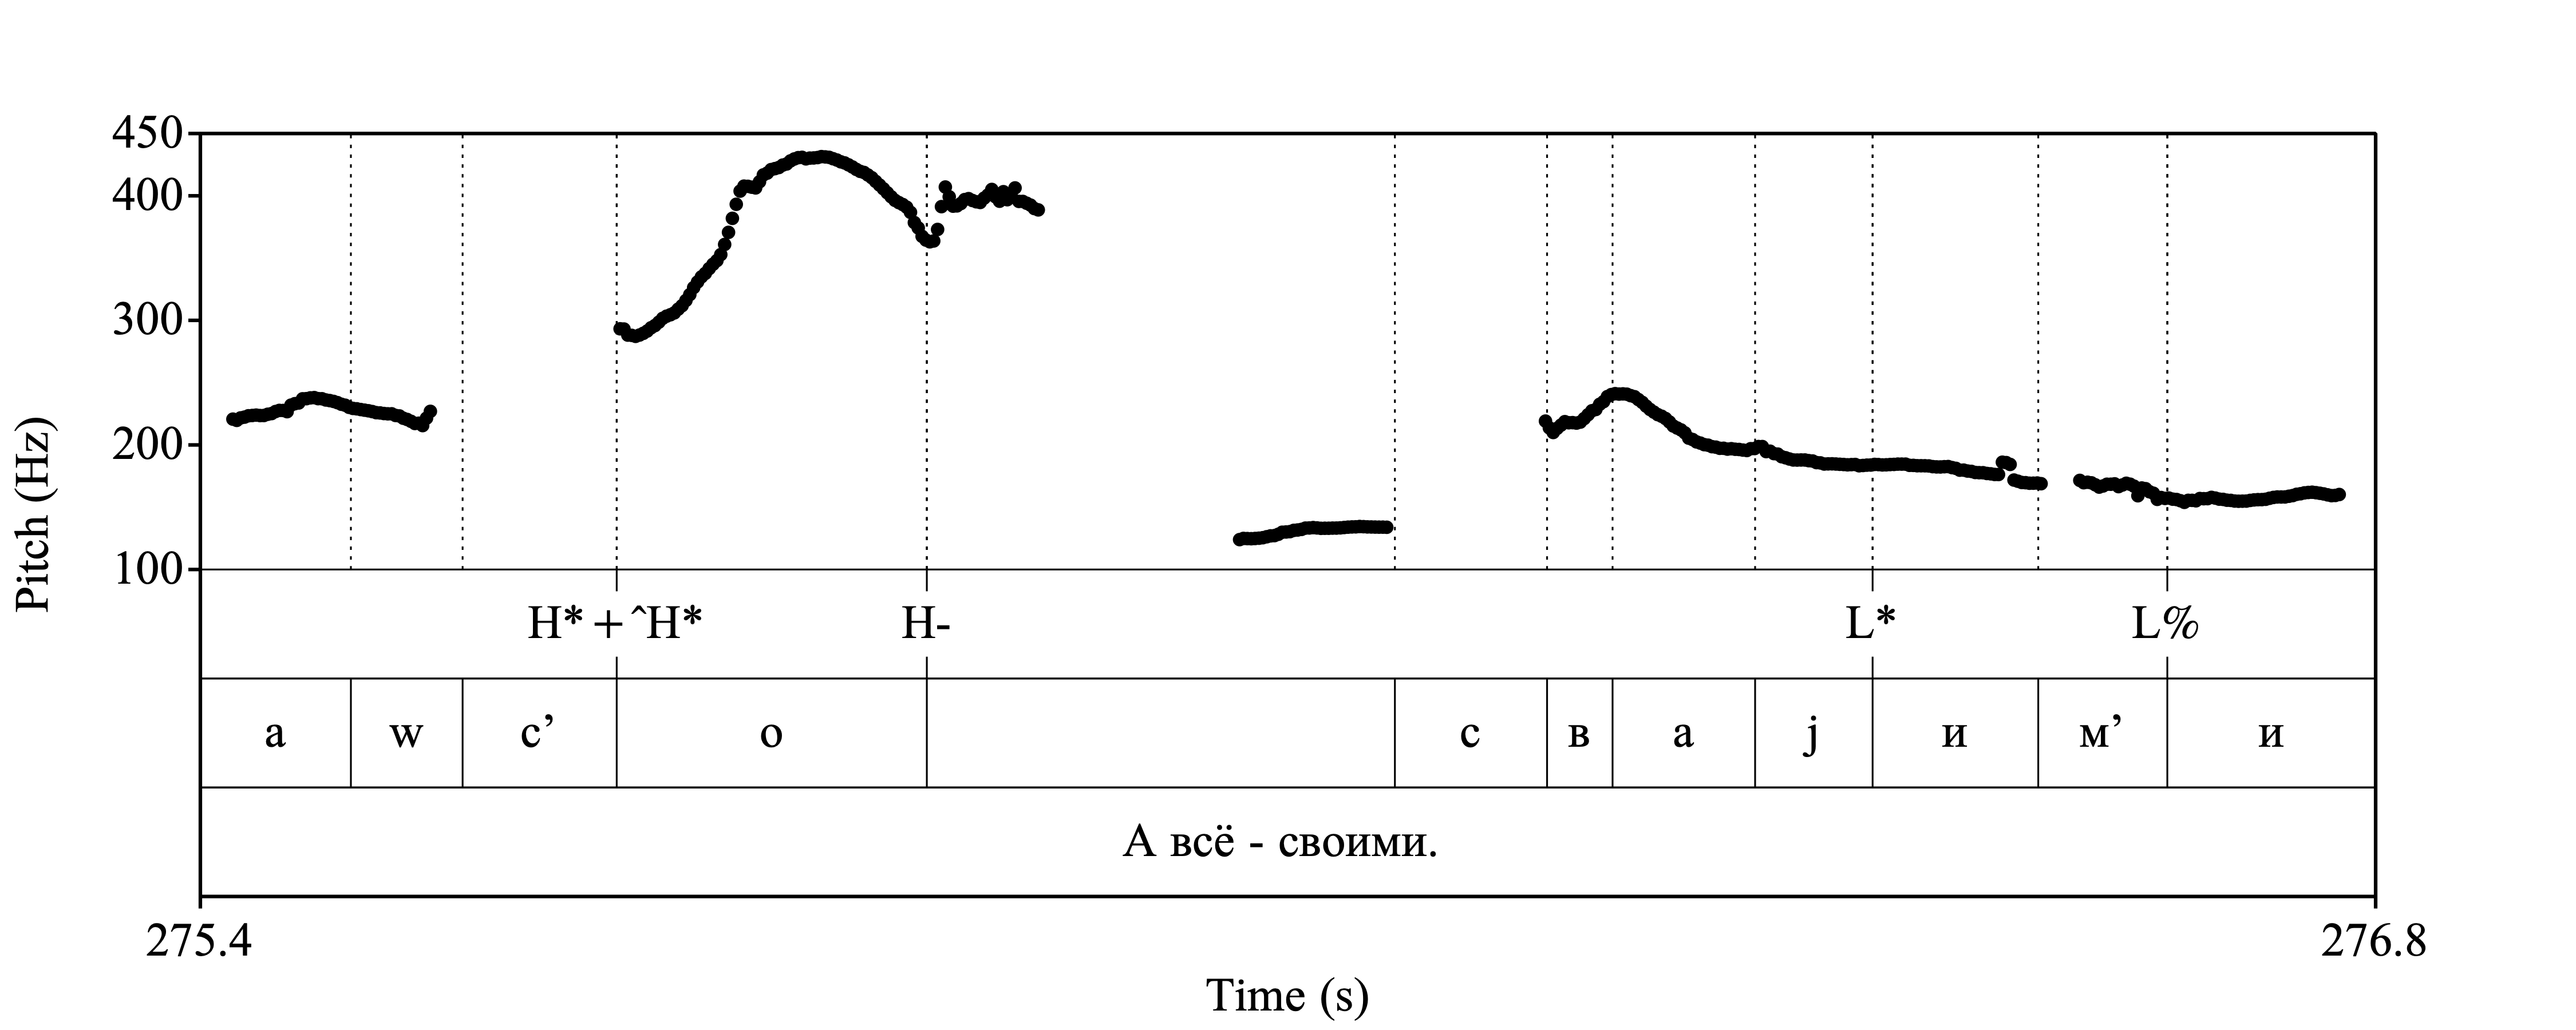 450
400
300
200
100
Pitch (Hz)
H* + ^H* H- L* L%
а w с’ о с в а j и м’ и
А всё - своими.
275.4 276.8
Time (s)